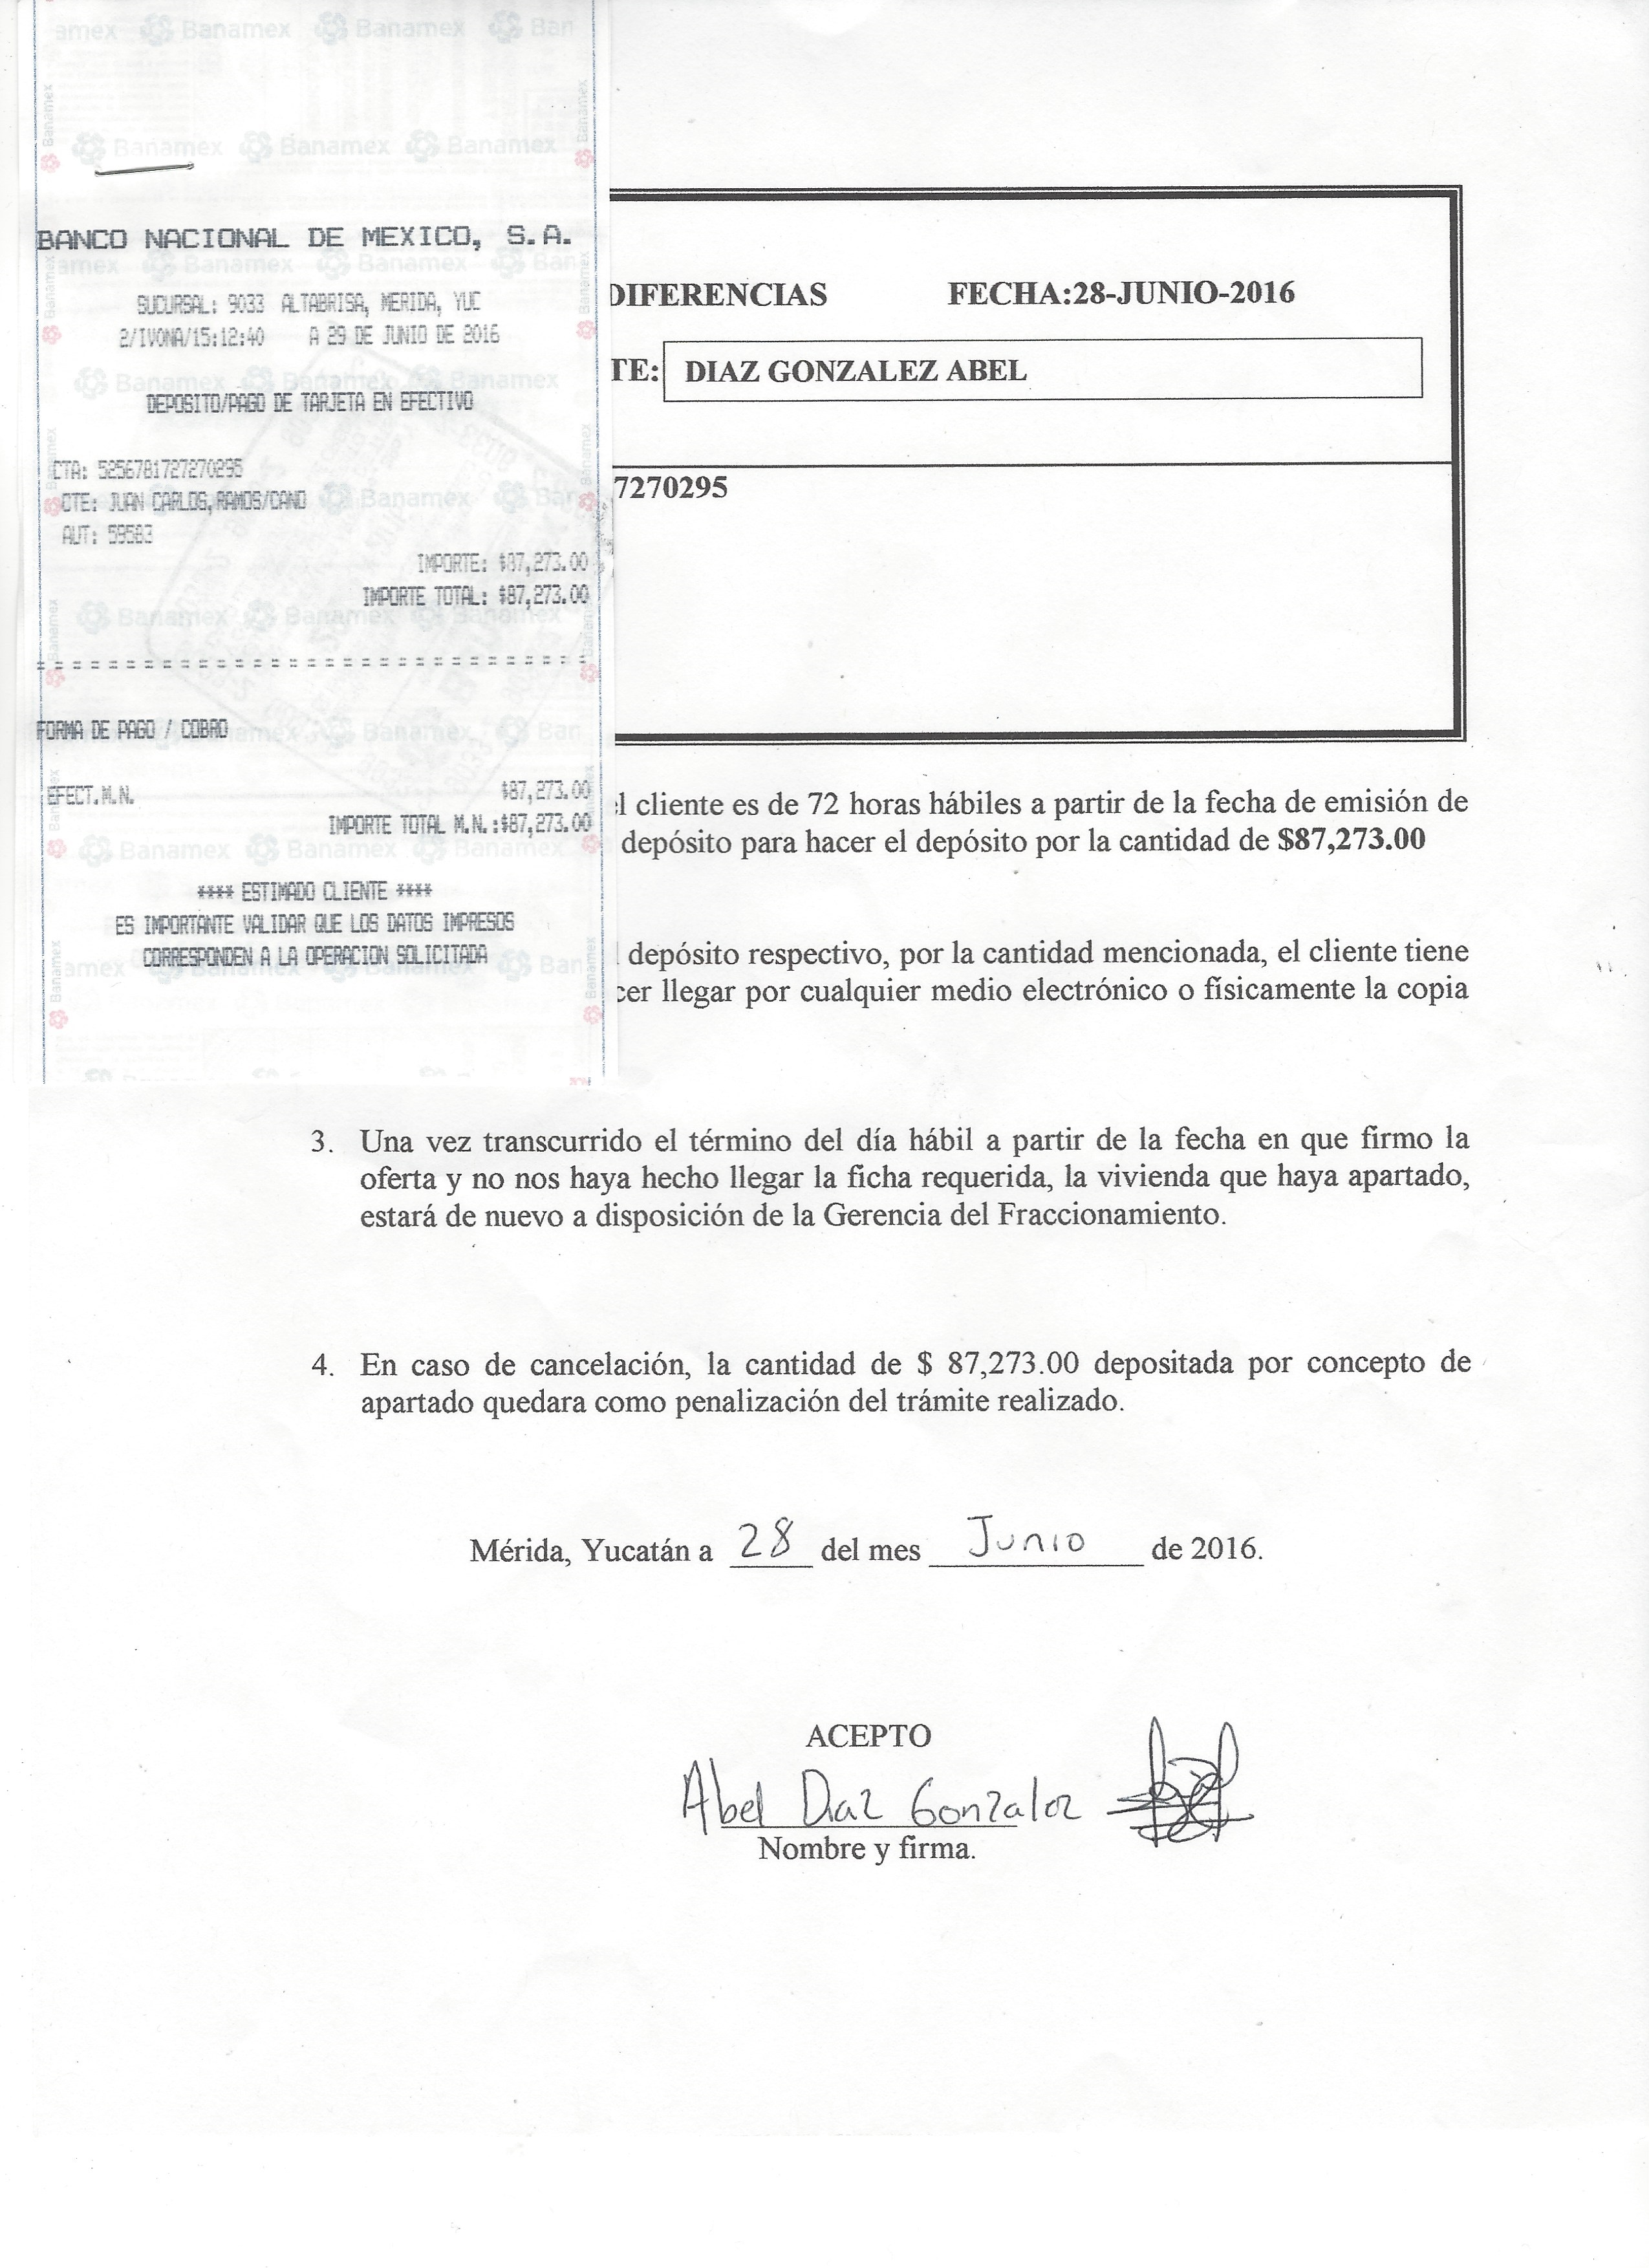 BANCO NACIONAL DE MEXICO, S.A.
SUCURSAL: 9033 ALTABRISA, MERIDA, YUC
2/IVONA/15:12:40 A 29 DE JUNIO DE 2016
DEPOSITO/PAGO DE TARJETA EN EFECTIVO
CTA: 5256781727270295
CTE: JUAN CARLOS,RAMOS/CANO
AUT: 59583
IMPORTE: $87,273.00
IMPORTE TOTAL: $87,273.00
FORMA DE PAGO / COBRO
EFECT.M.N. $87,273.00
IMPORTE TOTAL M.N.:$87,273.00
**** ESTIMADO CLIENTE ****
ES IMPORTANTE VALIDAR QUE LOS DATOS IMPRESOS
CORRESPONDEN A LA OPERACION SOLICITADA
DIFERENCIAS FECHA:28-JUNIO-2016
TE: DIAZ GONZALEZ ABEL
7270295
l cliente es de 72 horas hábiles a partir de la fecha de emisión de
depósito para hacer el depósito por la cantidad de $87,273.00
depósito respectivo, por la cantidad mencionada, el cliente tiene
cer llegar por cualquier medio electrónico o físicamente la copia
3. Una vez transcurrido el término del día hábil a partir de la fecha en que firmo la
oferta y no nos haya hecho llegar la ficha requerida, la vivienda que haya apartado,
estará de nuevo a disposición de la Gerencia del Fraccionamiento.
4. En caso de cancelación, la cantidad de $ 87,273.00 depositada por concepto de
apartado quedara como penalización del trámite realizado.
Mérida, Yucatán a 28 del mes Junio de 2016.
ACEPTO
Abel Diaz Gonzalez
Nombre y firma.